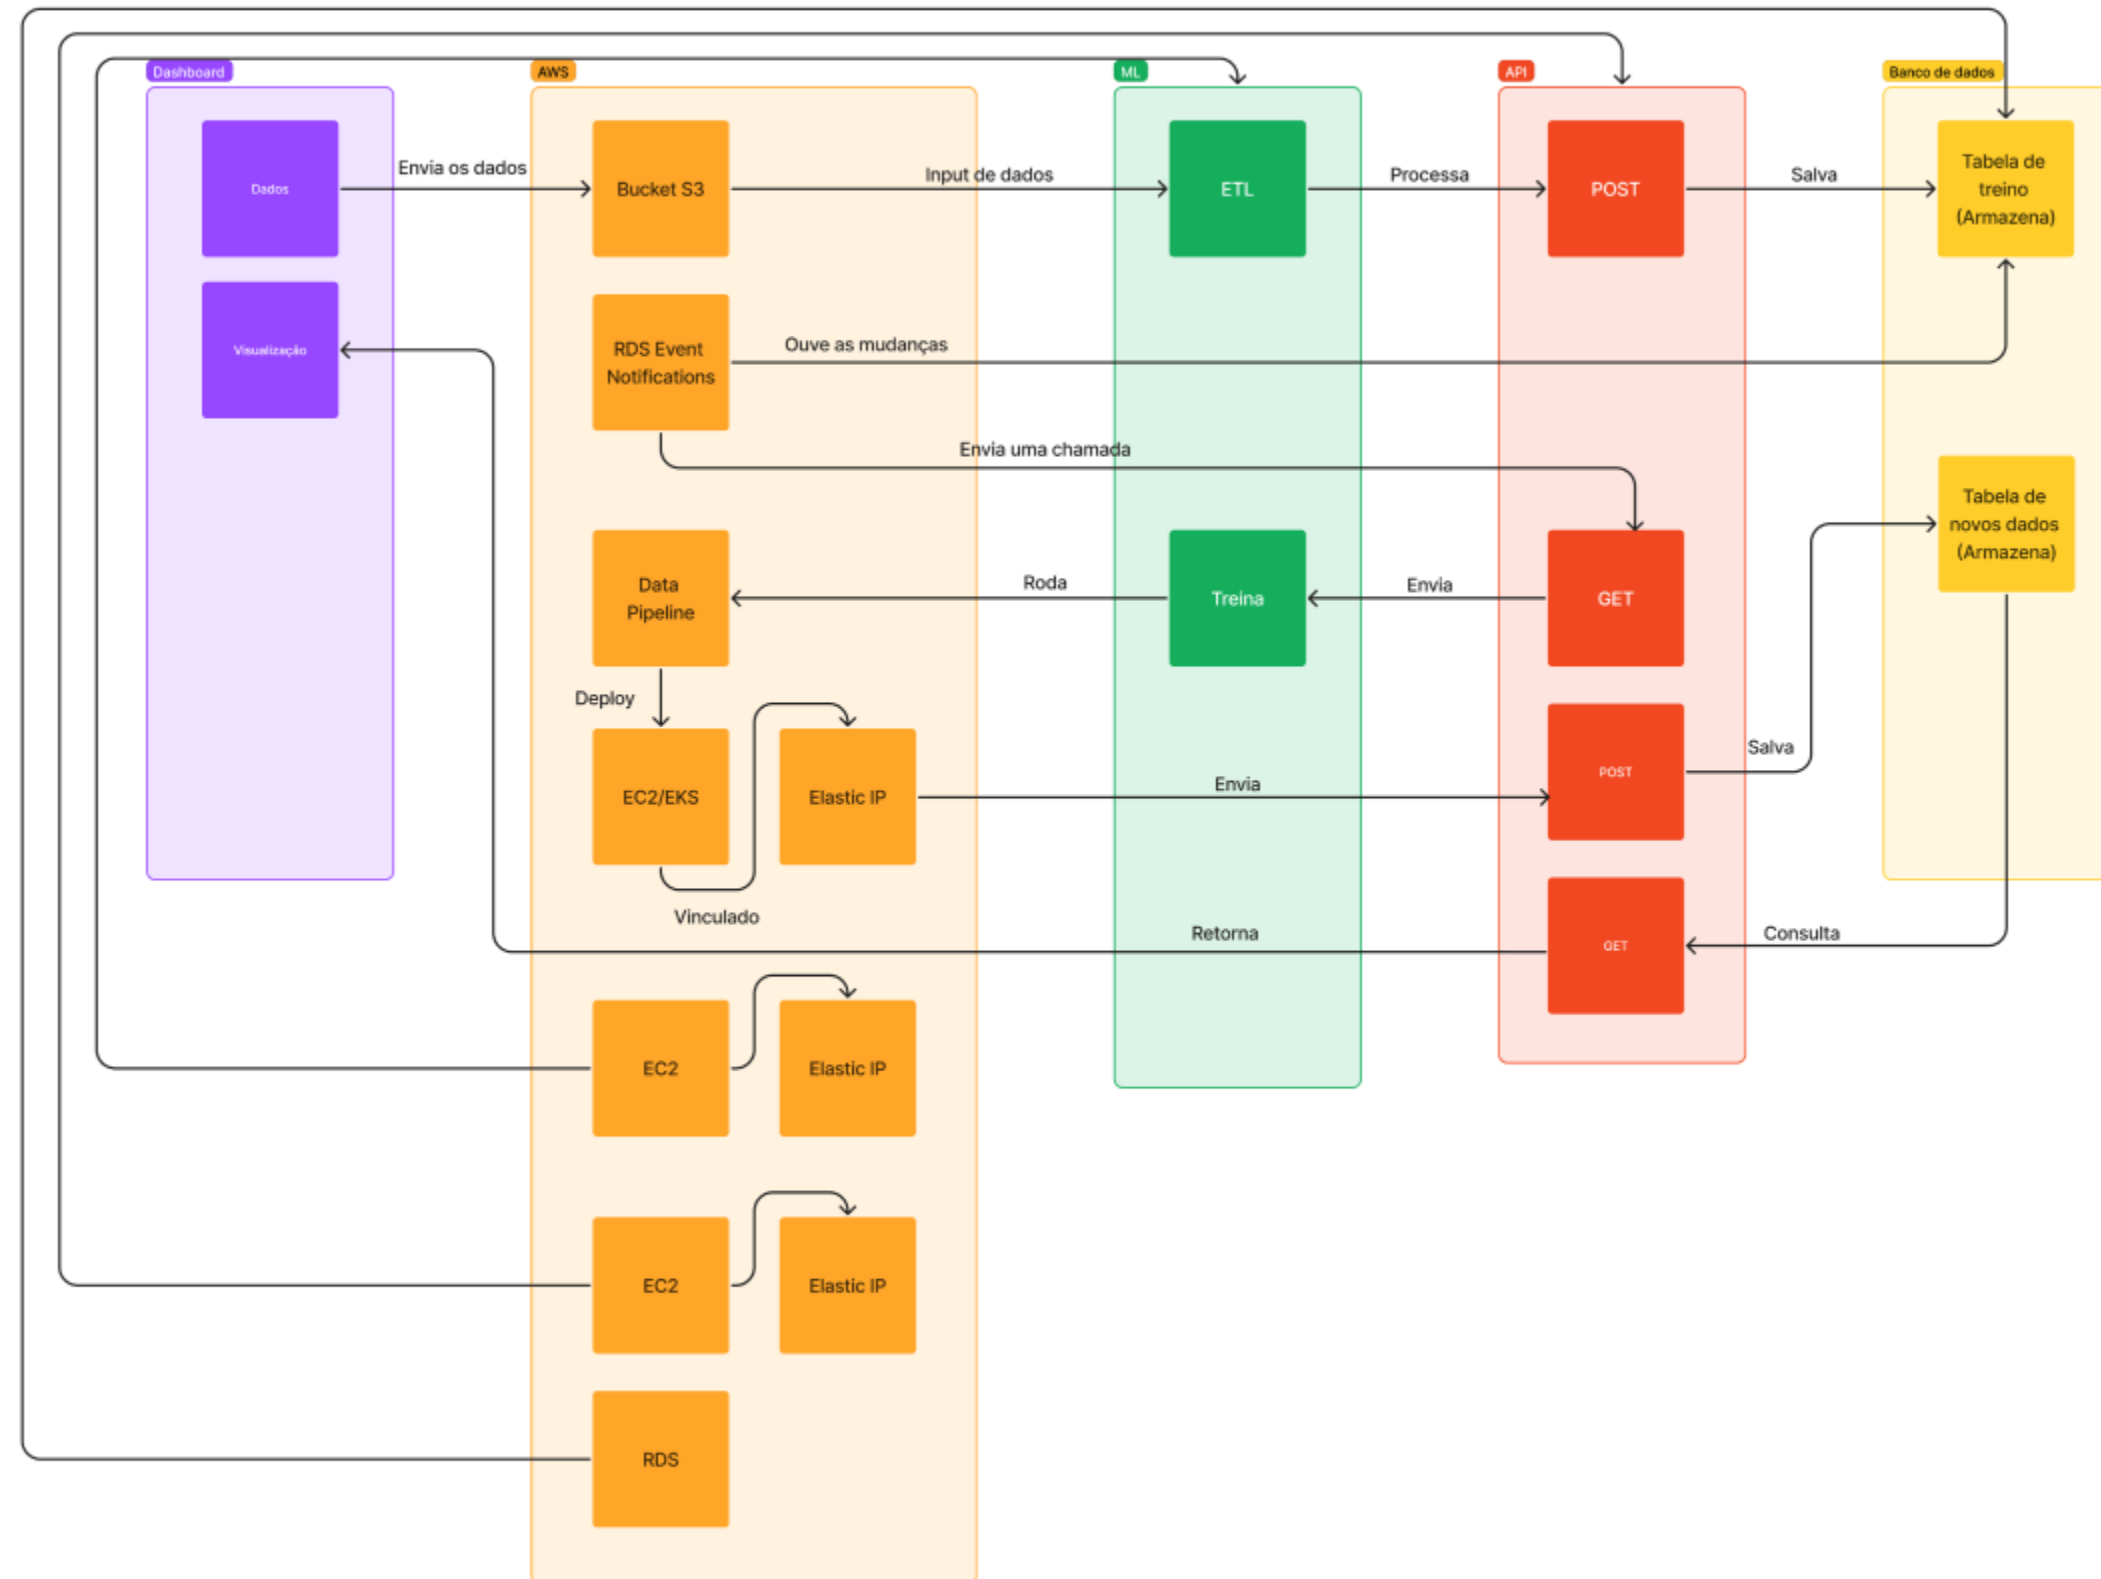 Dashboard
AWS
ML
API
Banco de dados
Dados
Envia os dados
Bucket S3
Input de dados
ETL
Processa
POST
Salva
Tabela de
treino
(Armazena)
Visualização
RDS Event
Notifications
Ouve as mudanças
Envia uma chamada
Tabela de
novos dados
(Armazena)
Data
Pipeline
Roda
Treina
Envia
GET
Deploy
EC2/EKS
Elastic IP
Envia
POST
Salva
Vinculado
Retorna
GET
Consulta
EC2
Elastic IP
EC2
Elastic IP
RDS